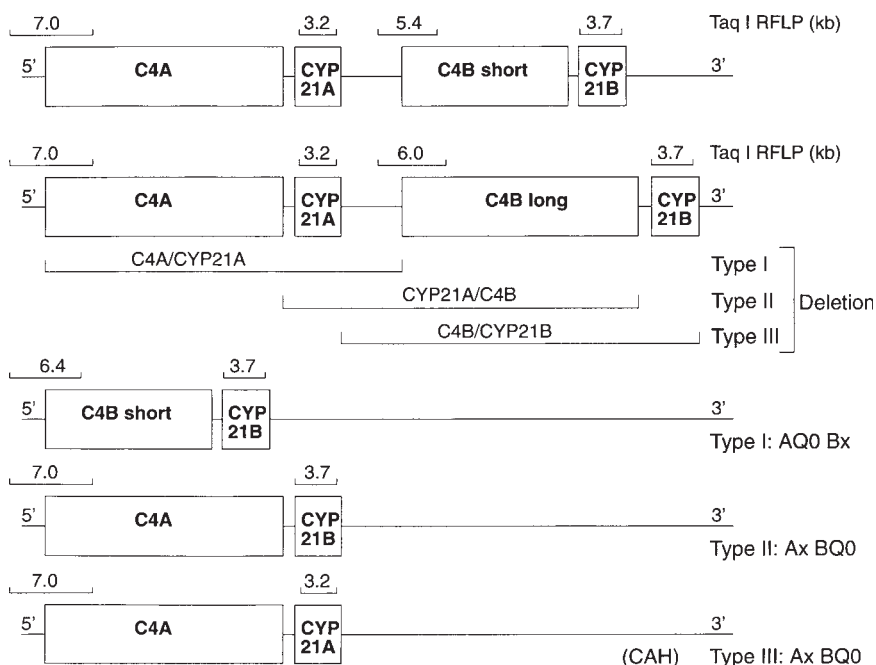 7.0 3.2 5.4 3.7 Taq I RFLP (kb)
5' C4A CYP 21A C4B short CYP 21B 3'
7.0 3.2 6.0 3.7 Taq I RFLP (kb)
5' C4A CYP 21A C4B long CYP 21B 3'
C4A/CYP21A Type I
CYP21A/C4B Type II Deletion
C4B/CYP21B Type III
6.4 3.7
5' C4B short CYP 21B 3'
Type I: AQ0 Bx
7.0 3.7
5' C4A CYP 21B 3'
Type II: Ax BQ0
7.0 3.2
5' C4A CYP 21A 3'
(CAH) Type III: Ax BQ0